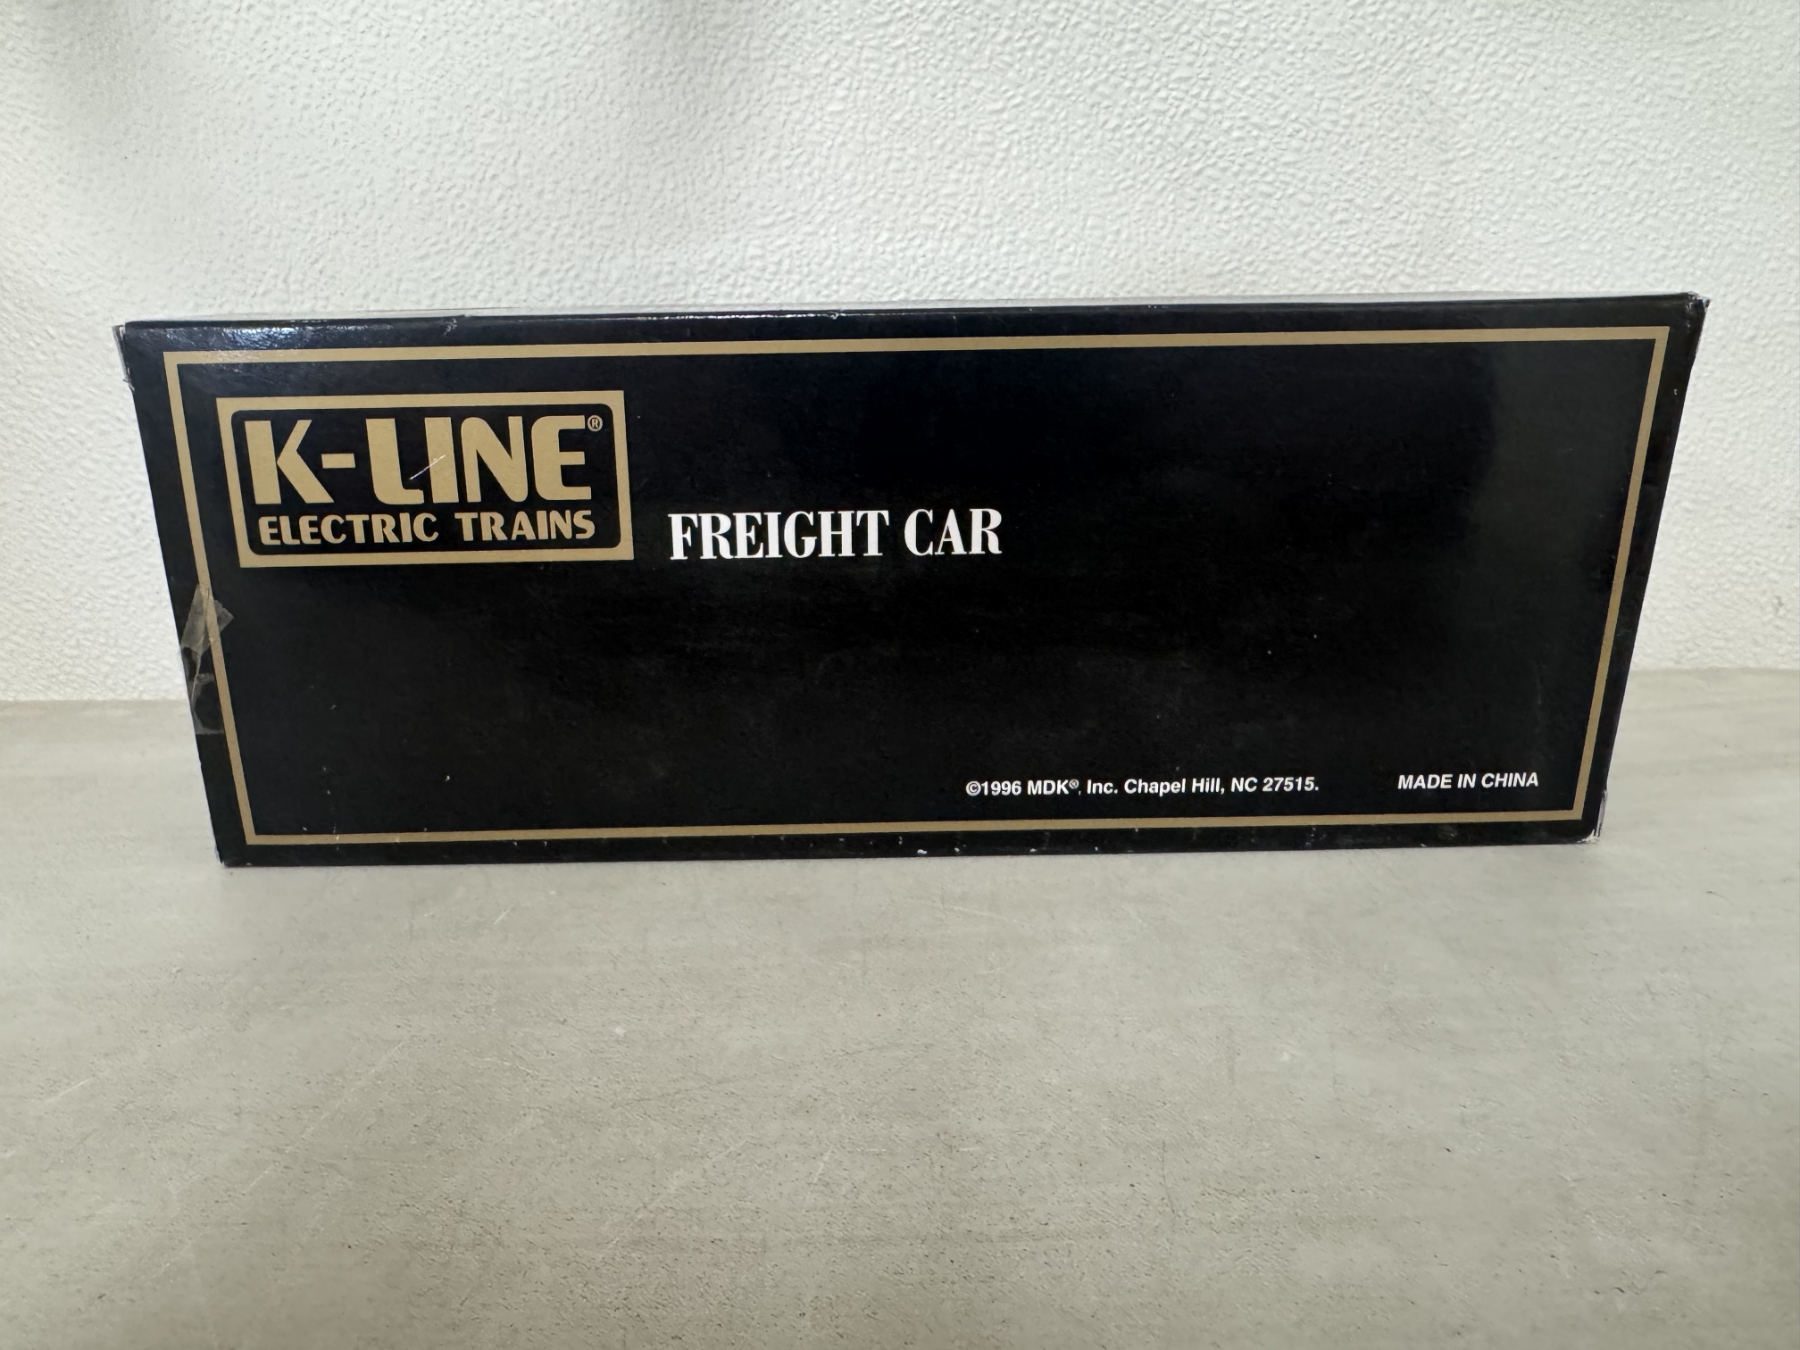 K-LINE®
ELECTRIC TRAINS
FREIGHT CAR
©1996 MDK®, Inc. Chapel Hill, NC 27515.
MADE IN CHINA